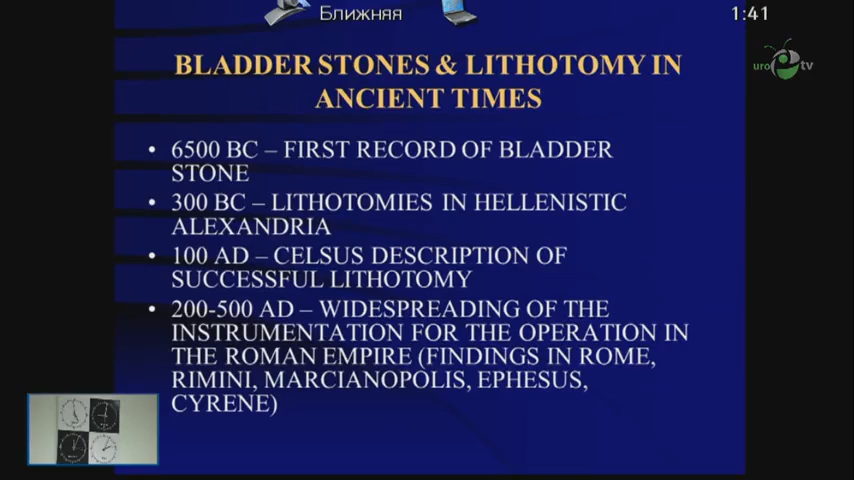 Ближняя
1:41
uro tv
BLADDER STONES & LITHOTOMY IN
ANCIENT TIMES
• 6500 BC – FIRST RECORD OF BLADDER
STONE
• 300 BC – LITHOTOMIES IN HELLENISTIC
ALEXANDRIA
• 100 AD – CELSUS DESCRIPTION OF
SUCCESSFUL LITHOTOMY
• 200-500 AD – WIDESPREADING OF THE
INSTRUMENTATION FOR THE OPERATION IN
THE ROMAN EMPIRE (FINDINGS IN ROME,
RIMINI, MARCIANOPOLIS, EPHESUS,
CYRENE)